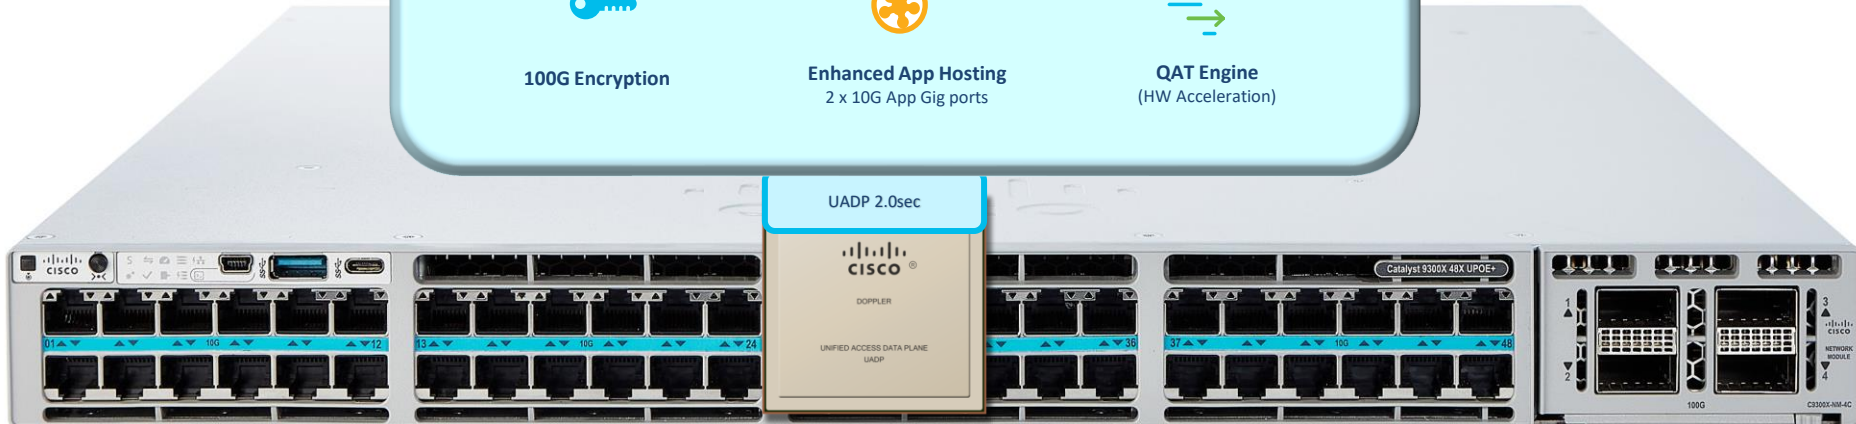 100G Encryption
Enhanced App Hosting
2 x 10G App Gig ports
QAT Engine
(HW Acceleration)
UADP 2.0sec
CISCO
S
SS
SS
Catalyst 9300X 48X UPOE+
CISCO ®
DOPPLER
UNIFIED ACCESS DATA PLANE
UADP
01
10G
12
13
10G
24
36
37
10G
48
1
2
3
4
CISCO
NETWORK
MODULE
100G
C9300X-NM-4C